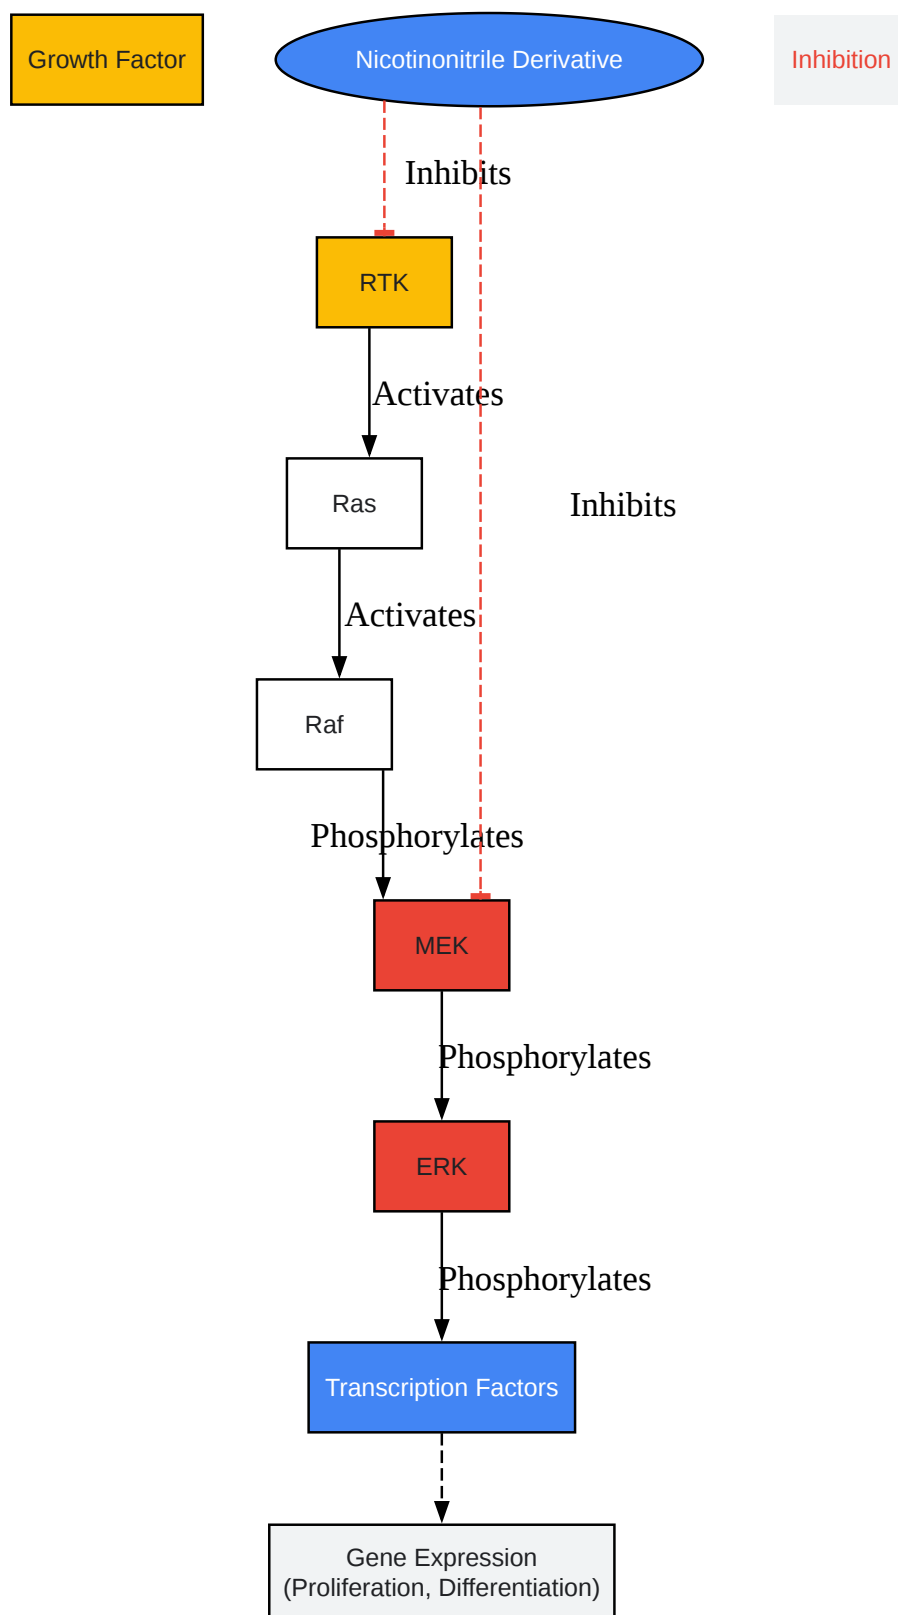 Growth Factor
Nicotinonitrile Derivative
Inhibition
Inhibits
RTK
Activates
Ras
Inhibits
Activates
Raf
Phosphorylates
MEK
Phosphorylates
ERK
Phosphorylates
Transcription Factors
Gene Expression
(Proliferation, Differentiation)